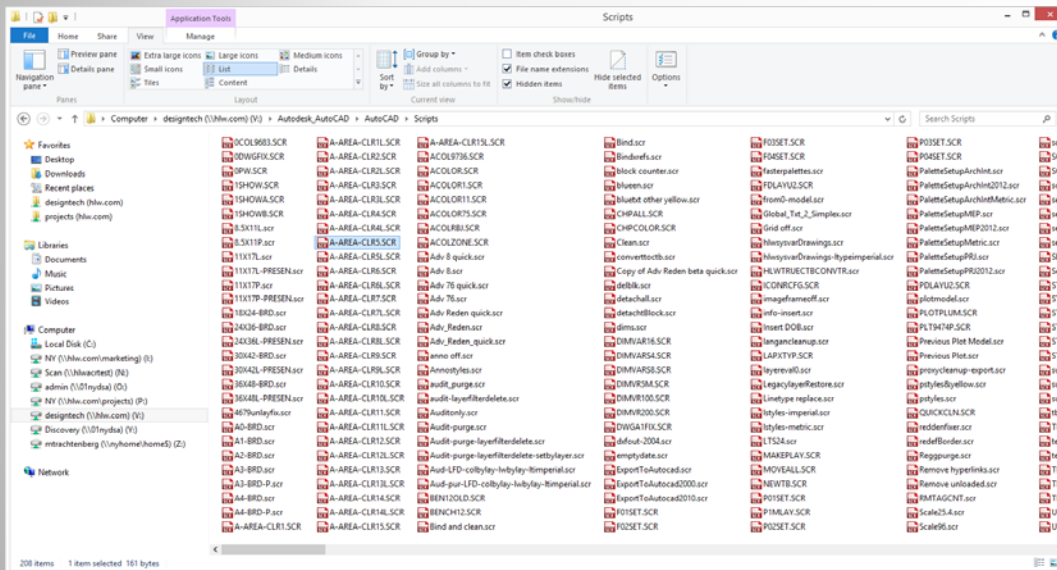 Application Tools
Scripts
File
Home
Share
View
Manage
Navigation pane
Preview pane
Details pane
Panes
Extra large icons
Large icons
Medium icons
Small icons
List
Details
Tiles
Content
Layout
Sort by
Group by
Add columns
Size all columns to fit
Current view
Item check boxes
File name extensions
Hidden items
Hide selected items
Show/hide
Options
Computer
designtech (\\hlw.com) (V:)
Autodesk_AutoCAD
AutoCAD
Scripts
Search Scripts
Favorites
Desktop
Downloads
Recent places
designtech (hlw.com)
projects (hlw.com)
Libraries
Documents
Music
Pictures
Videos
Computer
Local Disk (C:)
NY (\\hlw.com\marketing) (I:)
Scan (\\hlwacrtest) (N:)
admin (\\01nydsa) (O:)
NY (\\hlw.com\projects) (P:)
designtech (\\hlw.com) (V:)
Discovery (\\01nydsa) (Y:)
mtrachtenberg (\\nyhome\home$) (Z:)
Network
0COL9683.SCR
0DWGFIX.SCR
0PW.SCR
1SHOW.SCR
1SHOWA.SCR
1SHOWB.SCR
8.5X11L.scr
8.5X11P.scr
11X17L.scr
11X17L-PRESEN.scr
11X17P.scr
11X17P-PRESEN.scr
18X24-BRD.scr
24X36-BRD.scr
24X36L-PRESEN.scr
30X42-BRD.scr
30X42L-PRESEN.scr
36X48-BRD.scr
36X48L-PRESEN.scr
4679unlayfix.scr
A0-BRD.scr
A1-BRD.scr
A2-BRD.scr
A3-BRD.scr
A3-BRD-P.scr
A4-BRD.scr
A4-BRD-P.scr
A-AREA-CLR1.SCR
A-AREA-CLR1L.SCR
A-AREA-CLR2.SCR
A-AREA-CLR2L.SCR
A-AREA-CLR3.SCR
A-AREA-CLR3L.SCR
A-AREA-CLR4.SCR
A-AREA-CLR4L.SCR
A-AREA-CLR5.SCR
A-AREA-CLR5L.SCR
A-AREA-CLR6.SCR
A-AREA-CLR6L.SCR
A-AREA-CLR7.SCR
A-AREA-CLR7L.SCR
A-AREA-CLR8.SCR
A-AREA-CLR8L.SCR
A-AREA-CLR9.SCR
A-AREA-CLR9L.SCR
A-AREA-CLR10.SCR
A-AREA-CLR10L.SCR
A-AREA-CLR11.SCR
A-AREA-CLR11L.SCR
A-AREA-CLR12.SCR
A-AREA-CLR12L.SCR
A-AREA-CLR13.SCR
A-AREA-CLR13L.SCR
A-AREA-CLR14.SCR
A-AREA-CLR14L.SCR
A-AREA-CLR15.SCR
A-AREA-CLR15L.SCR
ACOL9736.SCR
ACOLOR.SCR
ACOLOR1.SCR
ACOLOR11.SCR
ACOLOR75.SCR
ACOLRBJ.SCR
ACOLZONE.SCR
Adv 8 quick.scr
Adv 8.scr
Adv 76 quick.scr
Adv 76.scr
Adv Reden quick.scr
Adv_Reden.scr
Adv_Reden_quick.scr
anno off.scr
Annostyles.scr
audit_purge.scr
audit-layerfilterdelete.scr
Auditonly.scr
Audit-purge.scr
Audit-purge-layerfilterdelete.scr
Audit-purge-layerfilterdelete-setbylayer.scr
Aud-LFD-colbylay-lwbylay-ltimperial.scr
Aud-pur-LFD-colbylay-lwbylay-ltimperial.scr
BEN12OLD.SCR
BENCH12.SCR
Bind and clean.scr
Bind.scr
Bindxrefs.scr
block counter.scr
blueen.scr
bluetxt other yellow.scr
CHPALL.SCR
CHPCOLOR.SCR
Clean.scr
converttoctb.scr
Copy of Adv Reden beta quick.scr
delblk.scr
detachall.scr
detachtBlock.scr
dims.scr
DIMVAR16.SCR
DIMVARS4.SCR
DIMVARS8.SCR
DIMVRSM.SCR
DIMVR100.SCR
DIMVR200.SCR
DWGA1FIX.SCR
dxfout-2004.scr
emptydate.scr
ExportToAutocad.scr
ExportToAutocad2000.scr
ExportToAutocad2010.scr
F01SET.SCR
F02SET.SCR
F03SET.SCR
F04SET.SCR
fasterpalettes.scr
FDLAYU2.SCR
from0-model.scr
Global_Txt_2_Simplex.scr
Grid off.scr
hlwsysvarDrawings.scr
hlwsysvarDrawings-ltypeimperial.scr
HLWTRUECTBCONVTR.scr
ICONRCFG.SCR
imageframeoff.scr
info-insert.scr
Insert DOB.scr
langancleanup.scr
LAPXTYP.SCR
layereval0.scr
LegacylayerRestore.scr
Linetype replace.scr
lstyles-imperial.scr
lstyles-metric.scr
LTS24.scr
MAKEPLAY.SCR
MOVEALL.SCR
NEWTB.SCR
P01SET.SCR
P1MLAY.SCR
P02SET.SCR
P03SET.SCR
P04SET.SCR
PaletteSetupArchInt.scr
PaletteSetupArchInt2012.scr
PaletteSetupArchIntMetric.scr
PaletteSetupMEP.scr
PaletteSetupMEP2012.scr
PaletteSetupMetric.scr
PaletteSetupPRJ.scr
PaletteSetupPRJ2012.scr
PDLAYU2.SCR
plotmodel.scr
PLOTPLUM.SCR
PLT9474P.SCR
Previous Plot Model.scr
Previous Plot.scr
proxycleanup-export.scr
pstyles&yellow.scr
pstyles.scr
QUICKCLN.SCR
reddenfixer.scr
redefBorder.scr
Reggpurge.scr
Remove hyperlinks.scr
Remove unloaded.scr
RMTAGCNT.scr
Scale25.4.scr
Scale96.scr
208 items
1 item selected 161 bytes